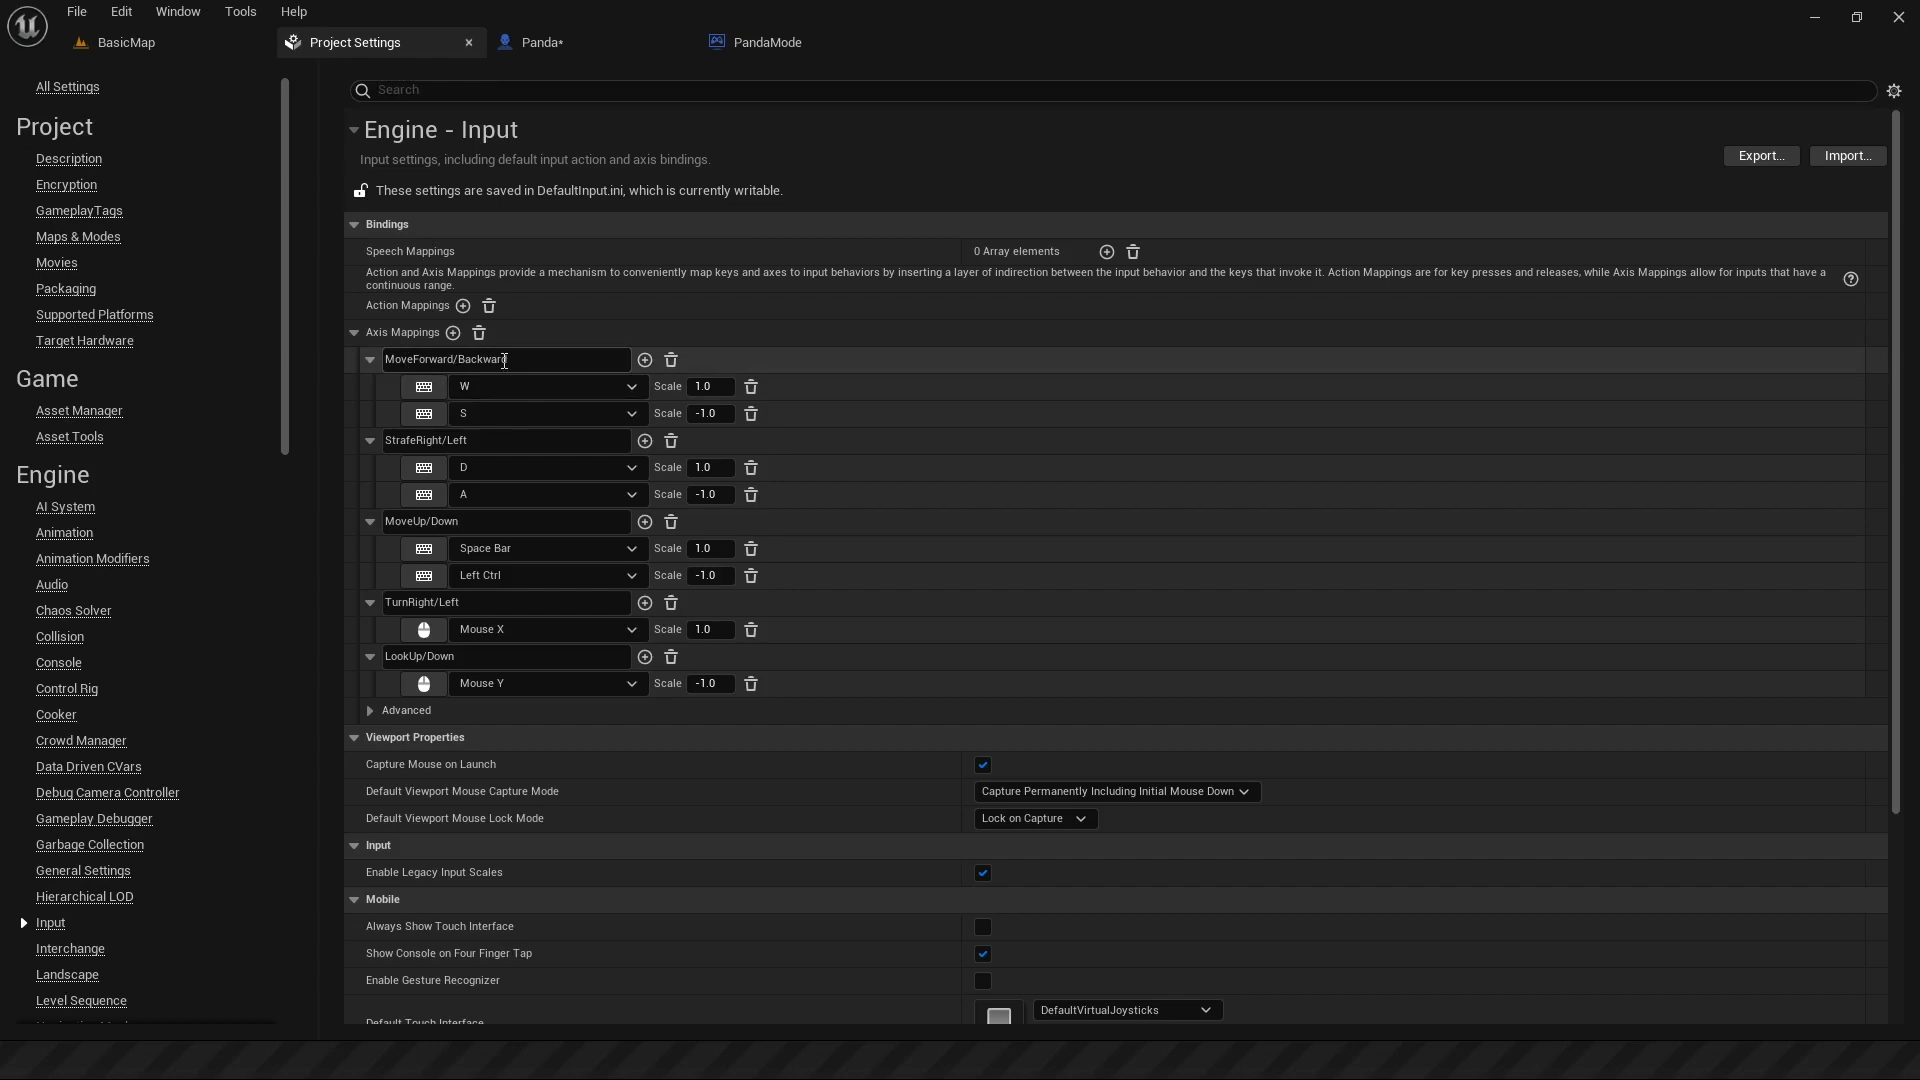 File Edit Window Tools Help
BasicMap
Project Settings
Panda*
PandaMode
All Settings
Project
Description
Encryption
GameplayTags
Maps & Modes
Movies
Packaging
Supported Platforms
Target Hardware
Game
Asset Manager
Asset Tools
Engine
AI System
Animation
Animation Modifiers
Audio
Chaos Solver
Collision
Console
Control Rig
Cooker
Crowd Manager
Data Driven CVars
Debug Camera Controller
Gameplay Debugger
Garbage Collection
General Settings
Hierarchical LOD
Input
Interchange
Landscape
Level Sequence
Search
Engine - Input
Input settings, including default input action and axis bindings.
Export...
Import...
These settings are saved in DefaultInput.ini, which is currently writable.
Bindings
Speech Mappings 0 Array elements
Action and Axis Mappings provide a mechanism to conveniently map keys and axes to input behaviors by inserting a layer of indirection between the input behavior and the keys that invoke it. Action Mappings are for key presses and releases, while Axis Mappings allow for inputs that have a
continuous range.
Action Mappings
Axis Mappings
MoveForward/Backward
W Scale 1.0
S Scale -1.0
StrafeRight/Left
D Scale 1.0
A Scale -1.0
MoveUp/Down
Space Bar Scale 1.0
Left Ctrl Scale -1.0
TurnRight/Left
Mouse X Scale 1.0
LookUp/Down
Mouse Y Scale -1.0
Advanced
Viewport Properties
Capture Mouse on Launch
Default Viewport Mouse Capture Mode Capture Permanently Including Initial Mouse Down
Default Viewport Mouse Lock Mode Lock on Capture
Input
Enable Legacy Input Scales
Mobile
Always Show Touch Interface
Show Console on Four Finger Tap
Enable Gesture Recognizer
Default Touch Interface DefaultVirtualJoysticks